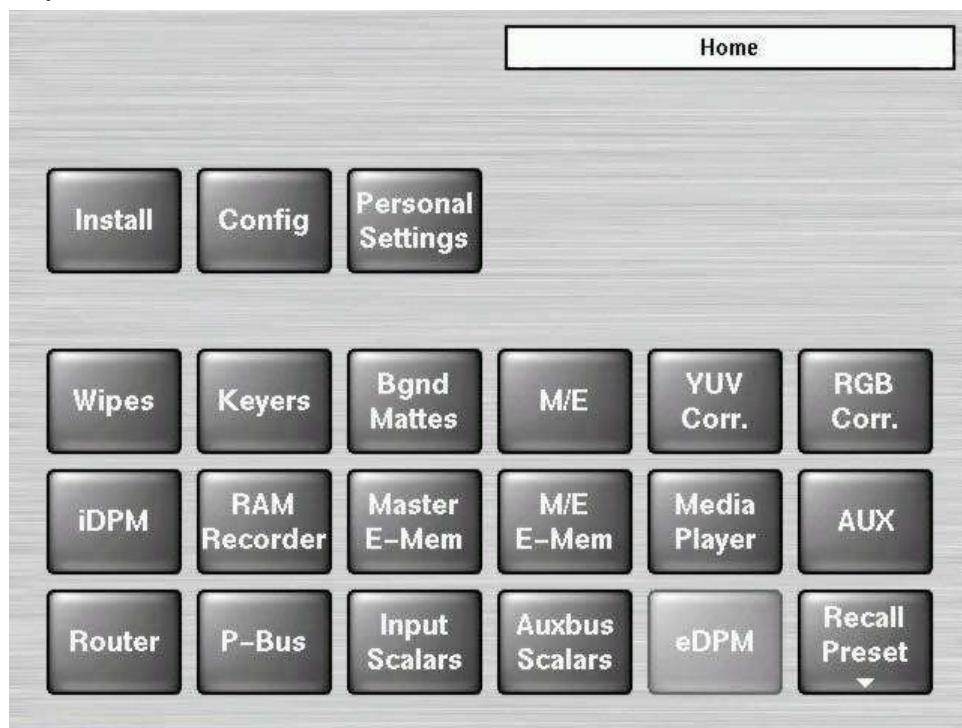 Home
Install
Config
Personal
Settings
Wipes
Keyers
Bgnd
Mattes
M/E
YUV
Corr.
RGB
Corr.
iDPM
RAM
Recorder
Master
E-Mem
M/E
E-Mem
Media
Player
AUX
Router
P-Bus
Input
Scalars
Auxbus
Scalars
eDPM
Recall
Preset